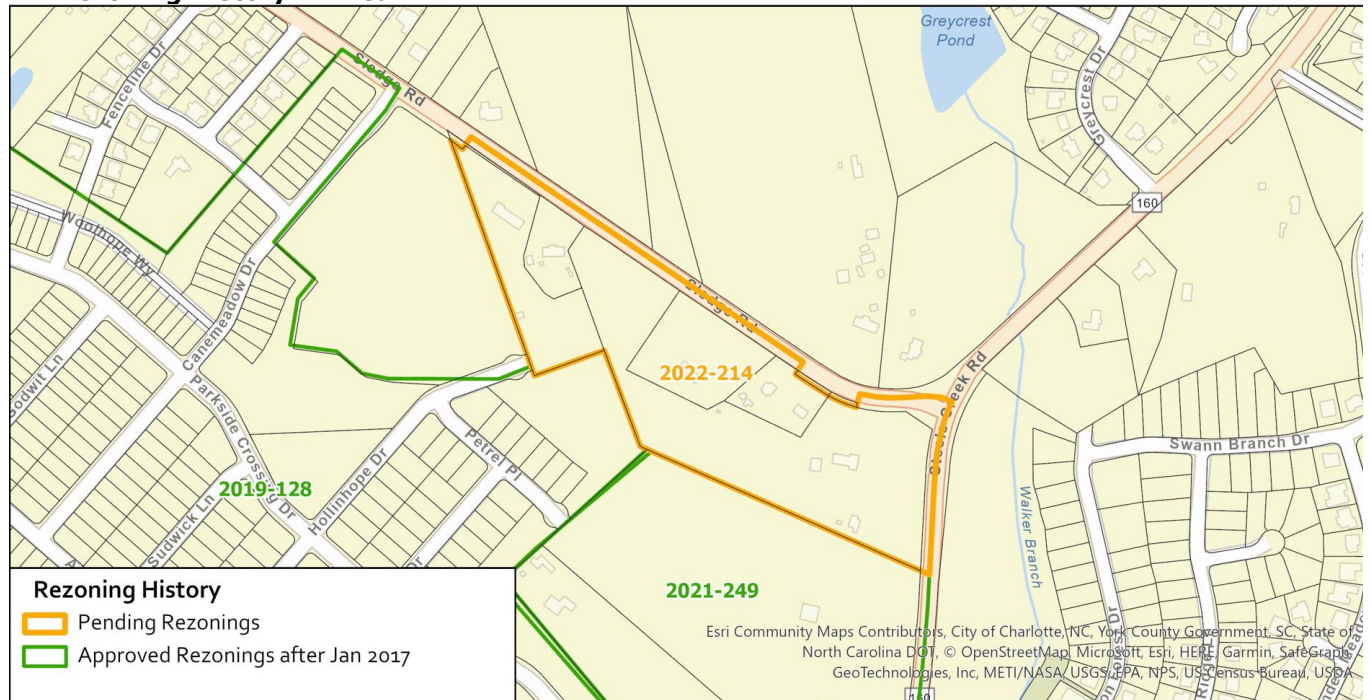 Greycrest
Pond
Fenceline Dr
Sledge Rd
Greycrest Dr
160
Woolhope Wy
Canemeadow Dr
Sledge Rd
2022-214
Godwit Ln
Parkside Crossing Dr
Steele Creek Rd
Swann Branch Dr
Petrel Pl
2019-128
Hollinhope Dr
Sudwick Ln
Walker Branch
Dr
2021-249
Rezoning History
Pending Rezonings
Approved Rezonings after Jan 2017
Esri Community Maps Contributors, City of Charlotte, NC, York County Government, SC, State of
North Carolina DOT, © OpenStreetMap, Microsoft, Esri, HERE, Garmin, SafeGraph,
GeoTechnologies, Inc, METI/NASA, USGS, EPA, NPS, US Census Bureau, USDA
160